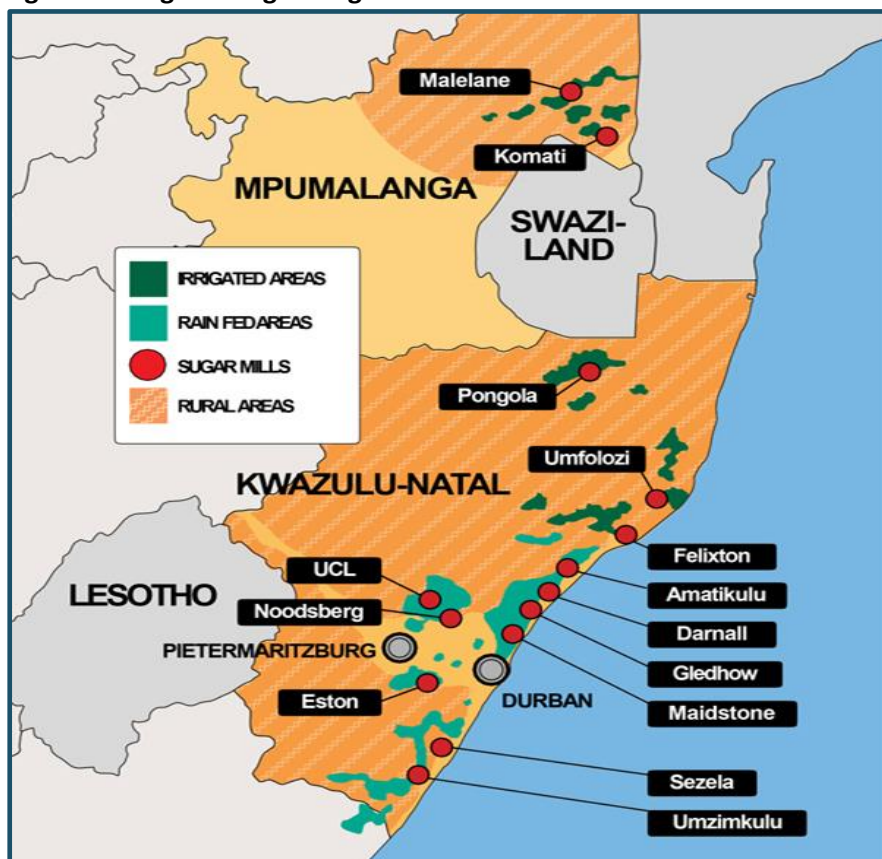 Malelane
Komati
MPUMALANGA
SWAZI-
LAND
IRRIGATED AREAS
RAIN FED AREAS
SUGAR MILLS
RURAL AREAS
Pongola
Umfolozi
KWAZULU-NATAL
Felixton
UCL
Amatikulu
LESOTHO
Noodsberg
Darnall
PIETERMARITZBURG
Gledhow
Eston
DURBAN
Maidstone
Sezela
Umzimkulu